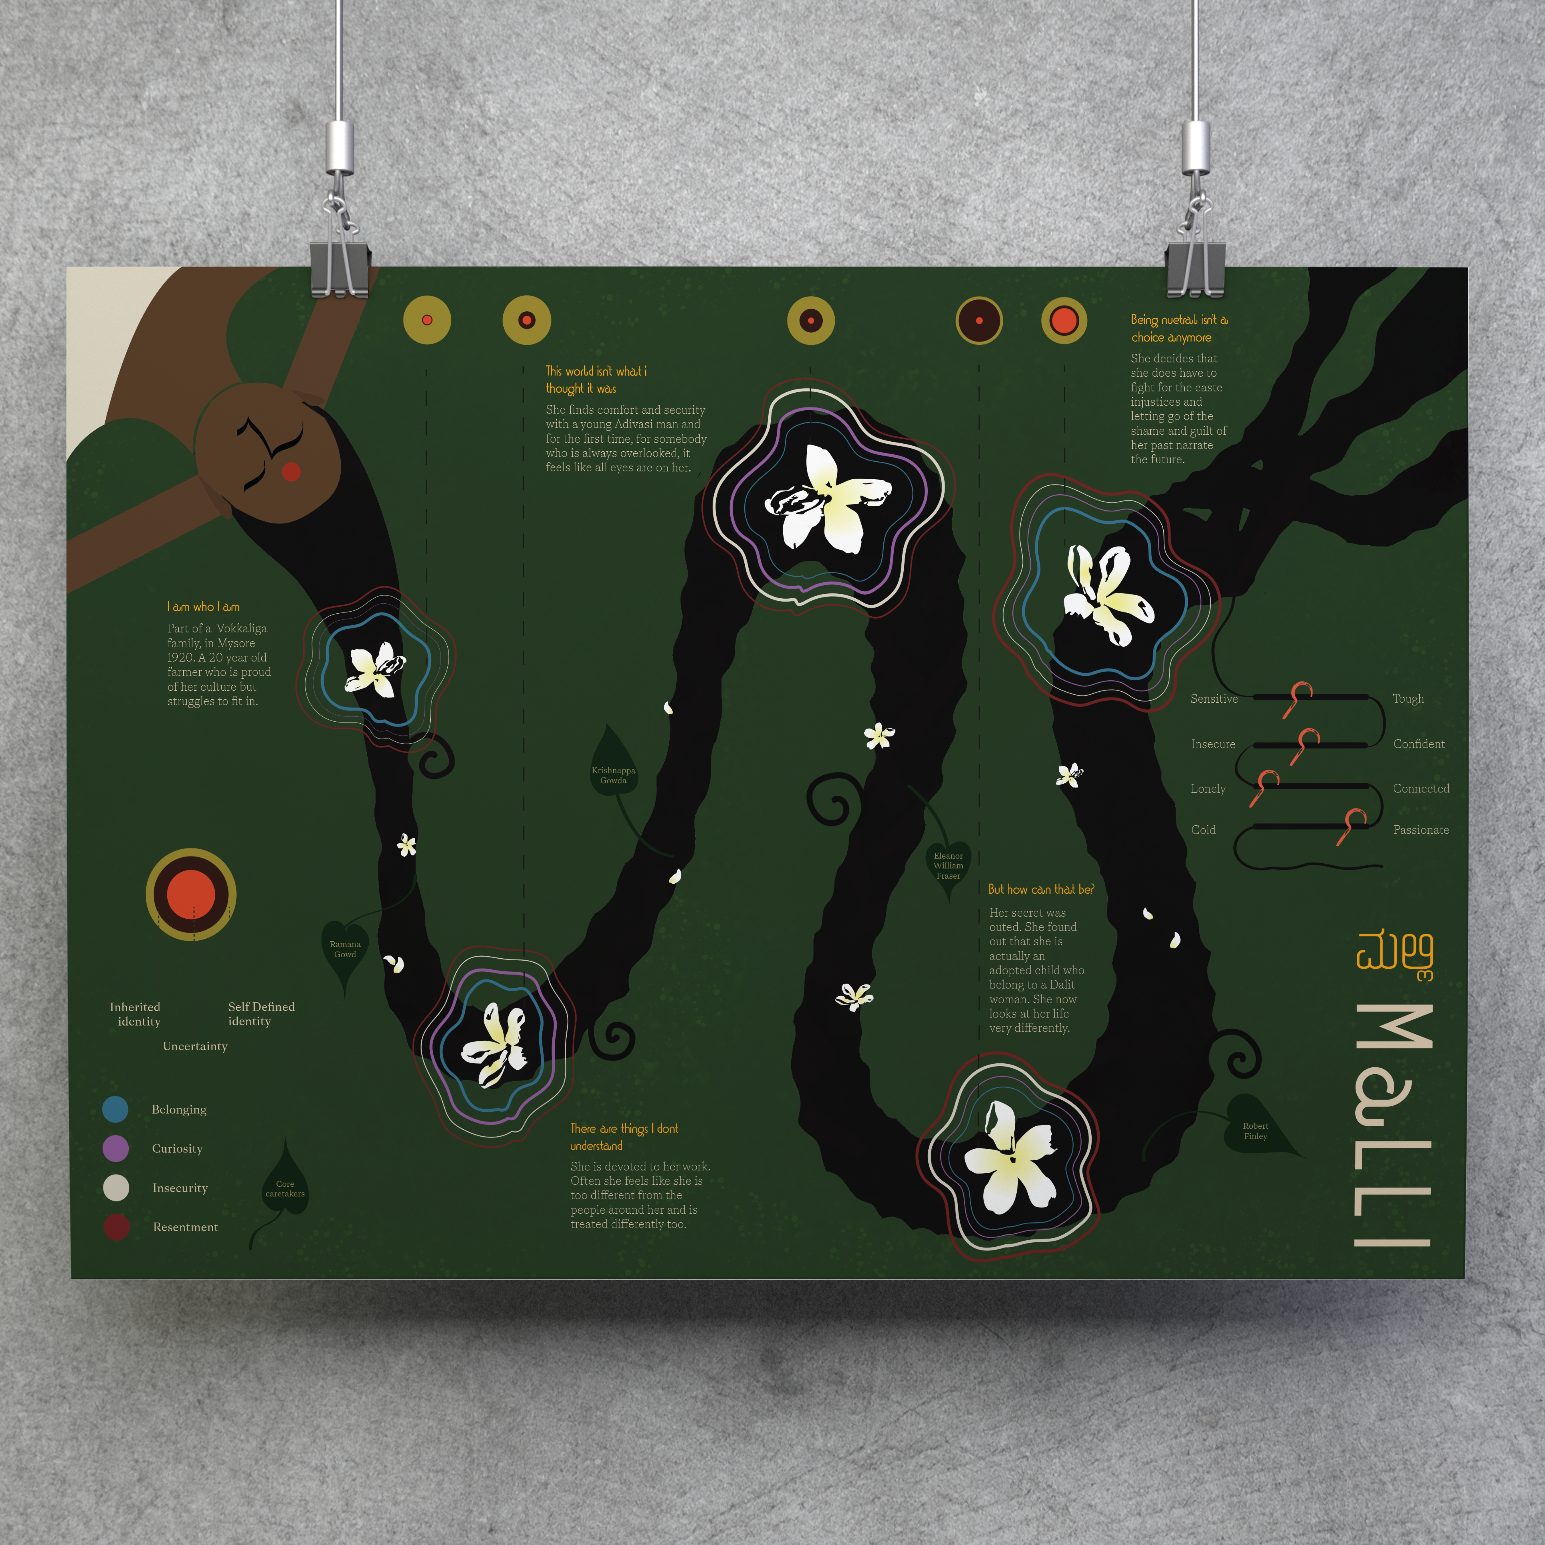 Being nuetral isn't a
choice anymore
She decides that
she does have to
fight for the caste
injustices and
letting go of the
shame and guilt of
her past narrate
the future.
This world isn't what i
thought it was
She finds comfort and security
with a young Adivasi man and
for the first time, for somebody
who is always overlooked, it
feels like all eyes are on her.
I am who I am
Part of a Vokkaliga
family, in Mysore
1920. A 20 year old
farmer who is proud
of her culture but
struggles to fit in.
Sensitive
Tough
Insecure
Confident
Lonely
Connected
Cold
Passionate
Krishnappa
Gowda
Eleanor
William
Fraser
But how can that be?
Her secret was
outed. She found
out that she is
actually an
adopted child who
belong to a Dalit
woman. She now
looks at her life
very differently.
Ramana
Gowd
Inherited
identity
Self Defined
identity
Uncertainty
Belonging
Curiosity
Insecurity
Resentment
Core
caretakers
There are things I dont
understand
She is devoted to her work.
Often she feels like she is
too different from the
people around her and is
treated differently too.
Robert
Finley
ಮಲ್ಲಿ
MaLLI